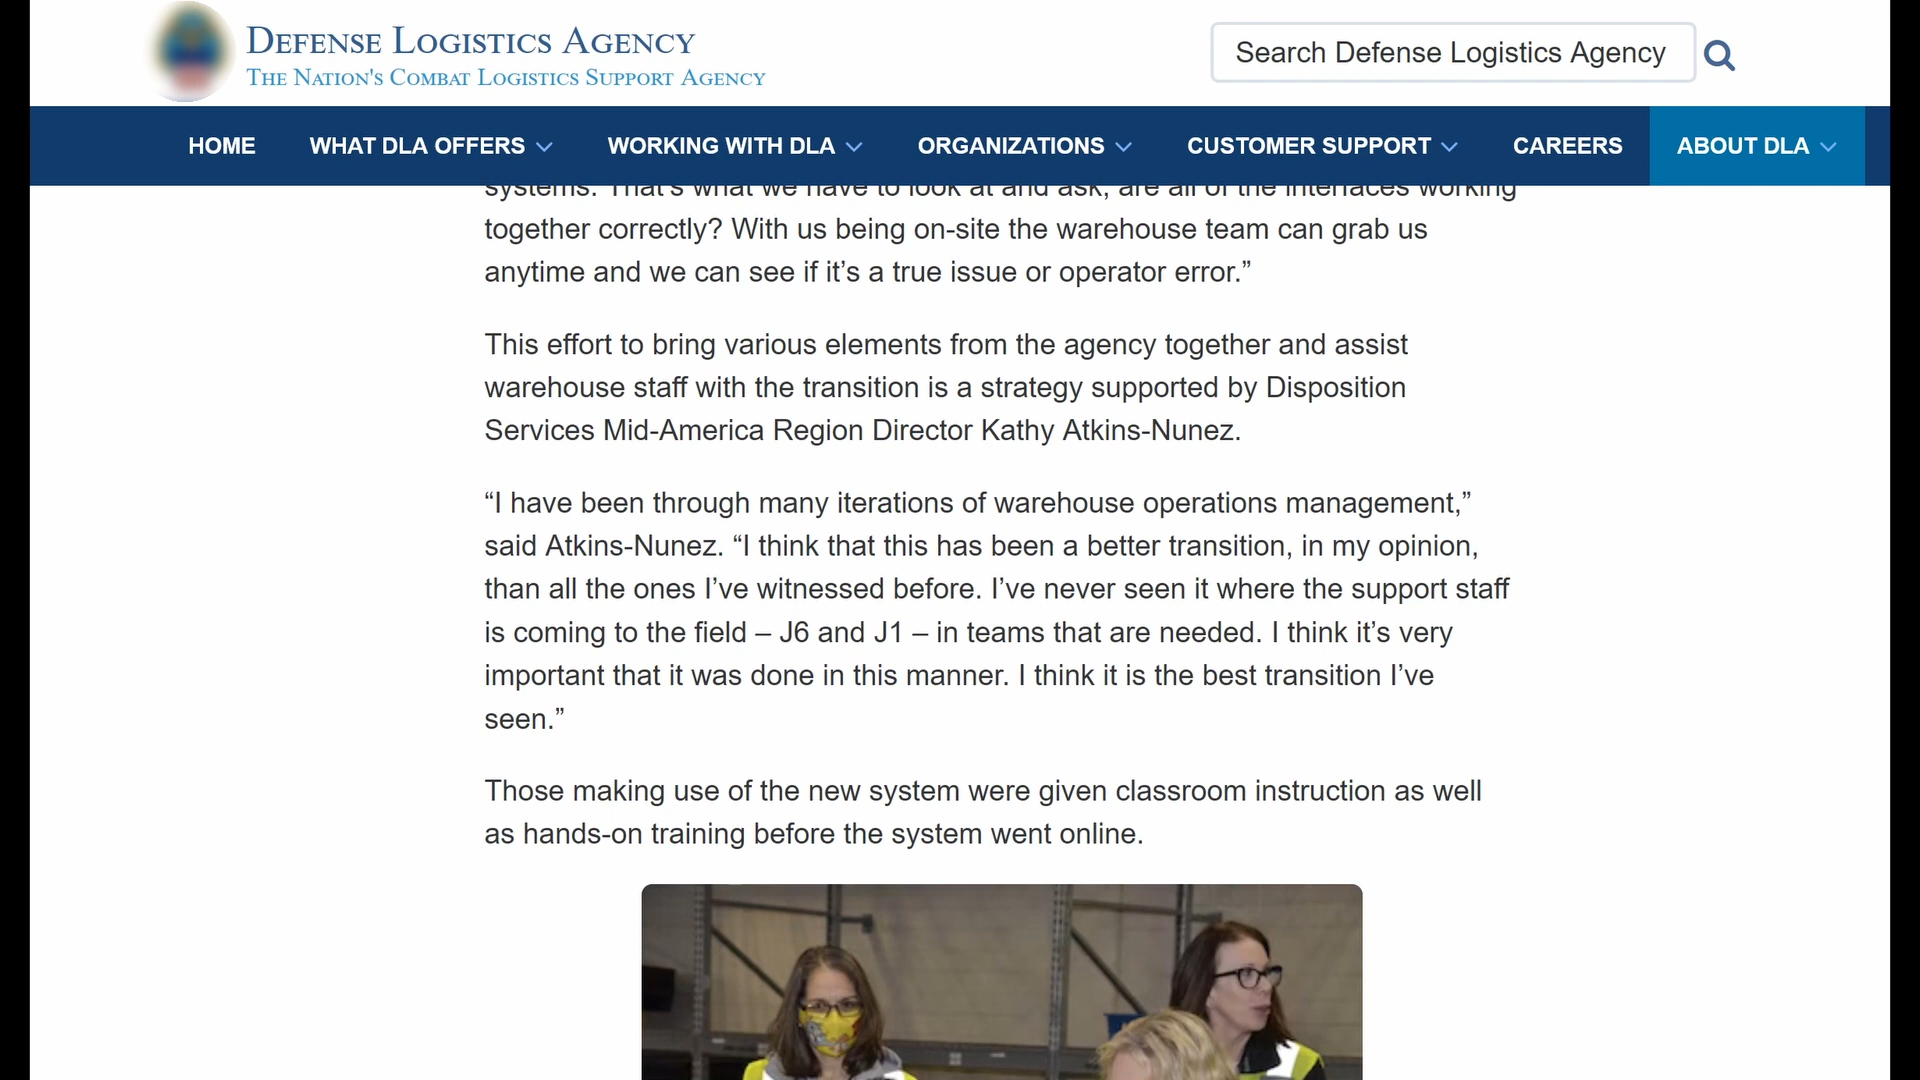 DEFENSE LOGISTICS AGENCY
THE NATION'S COMBAT LOGISTICS SUPPORT AGENCY
Search Defense Logistics Agency
HOME WHAT DLA OFFERS WORKING WITH DLA ORGANIZATIONS CUSTOMER SUPPORT CAREERS ABOUT DLA
systems. That’s what we have to look at and ask, are all of the interfaces working
together correctly? With us being on-site the warehouse team can grab us
anytime and we can see if it’s a true issue or operator error.”
This effort to bring various elements from the agency together and assist
warehouse staff with the transition is a strategy supported by Disposition
Services Mid-America Region Director Kathy Atkins-Nunez.
“I have been through many iterations of warehouse operations management,”
said Atkins-Nunez. “I think that this has been a better transition, in my opinion,
than all the ones I’ve witnessed before. I’ve never seen it where the support staff
is coming to the field – J6 and J1 – in teams that are needed. I think it’s very
important that it was done in this manner. I think it is the best transition I’ve
seen.”
Those making use of the new system were given classroom instruction as well
as hands-on training before the system went online.